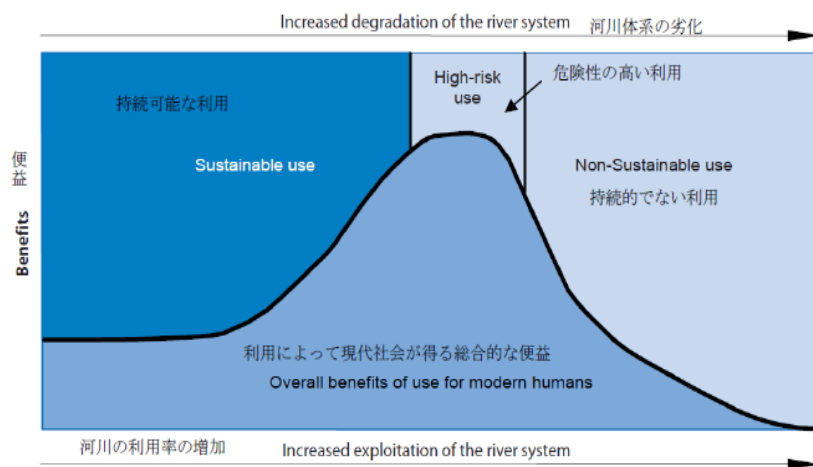 Increased degradation of the river system 河川体系の劣化
High-risk
use
危険性の高い利用
持続可能な利用
Sustainable use
Non-Sustainable use
持続的でない利用
便益
Benefits
利用によって現代社会が得る総合的な便益
Overall benefits of use for modern humans
河川の利用率の増加
Increased exploitation of the river system